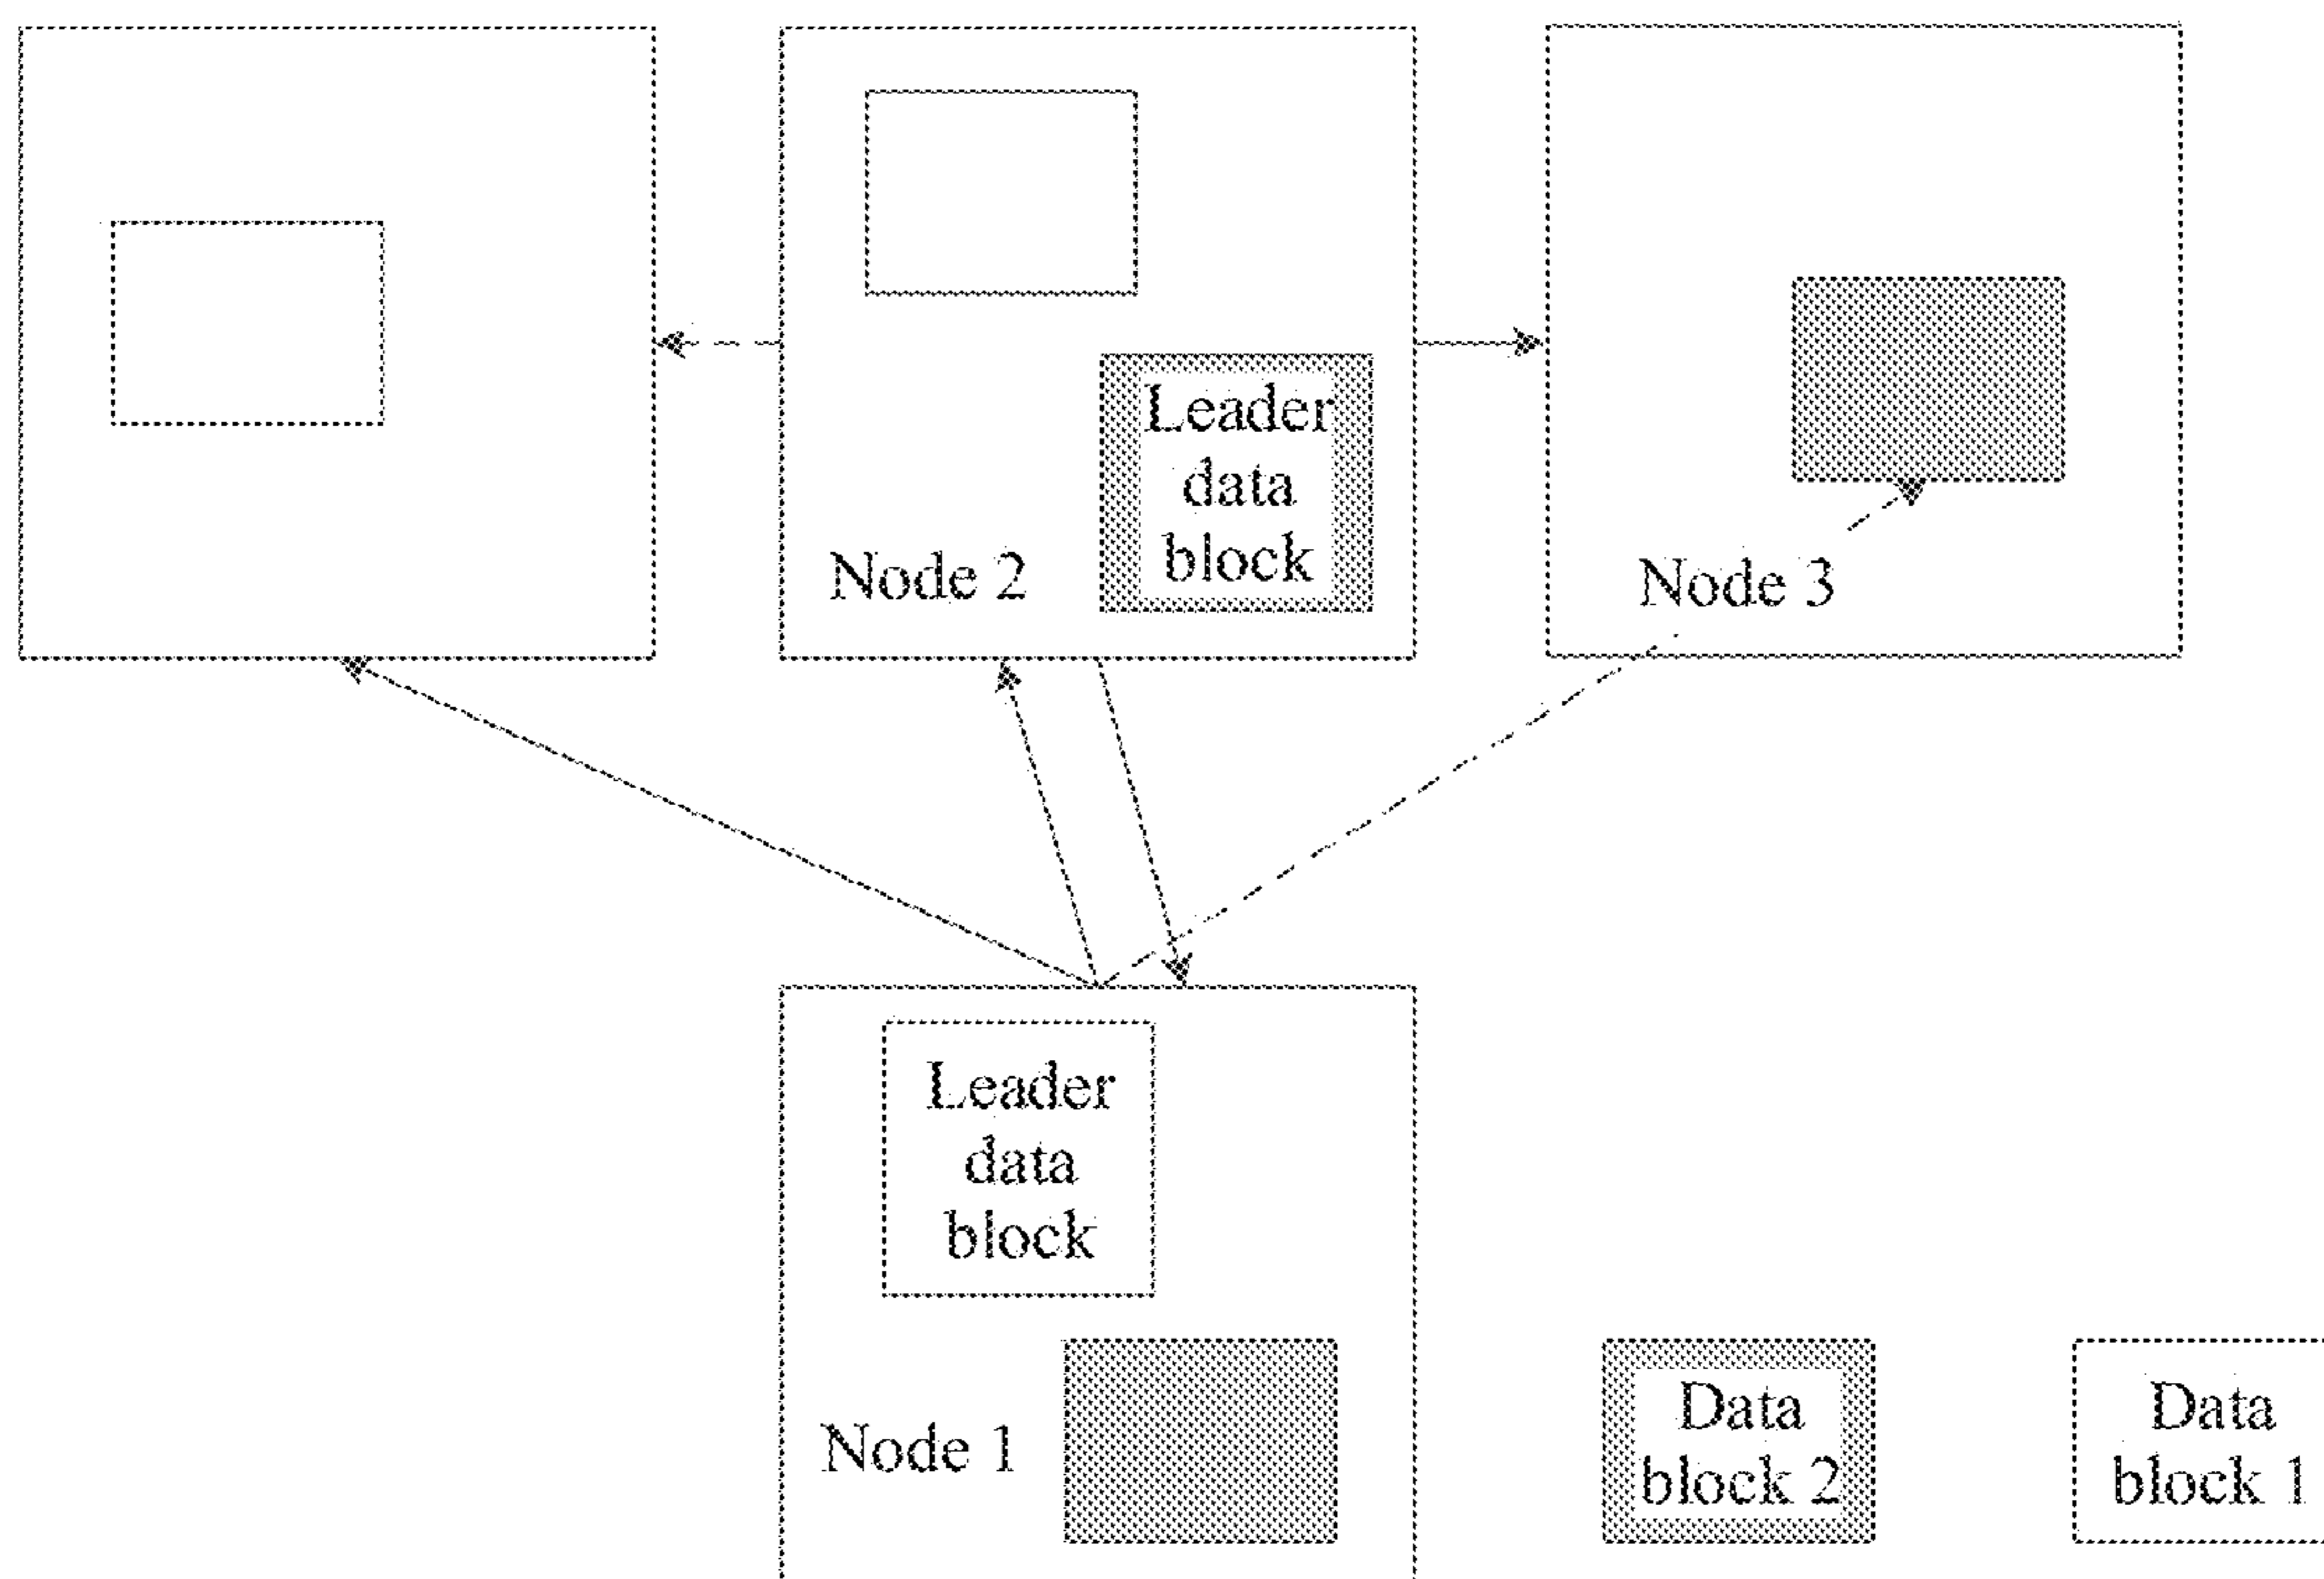 Leader
data
block
Node 2
Node 3
Leader
data
block
Node 1
Data
block 2
Data
block 1